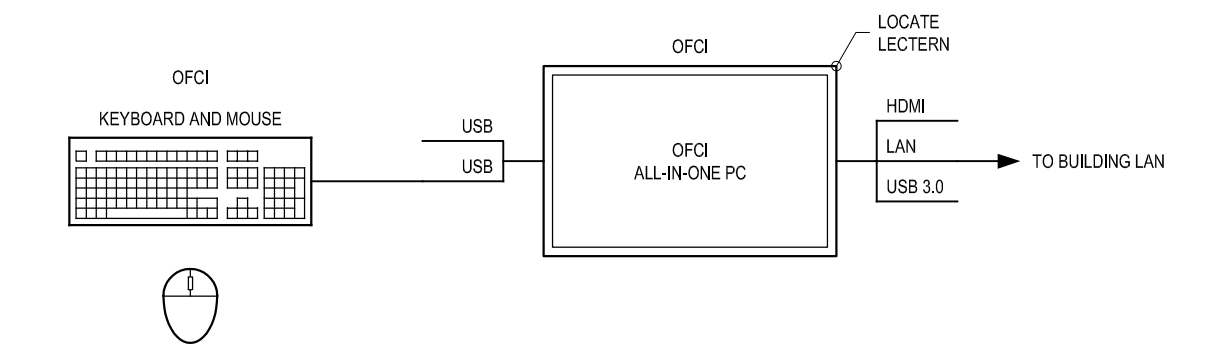 LOCATE
LECTERN
OFCI
OFCI
KEYBOARD AND MOUSE
USB
USB
OFCI
ALL-IN-ONE PC
HDMI
LAN
USB 3.0
TO BUILDING LAN